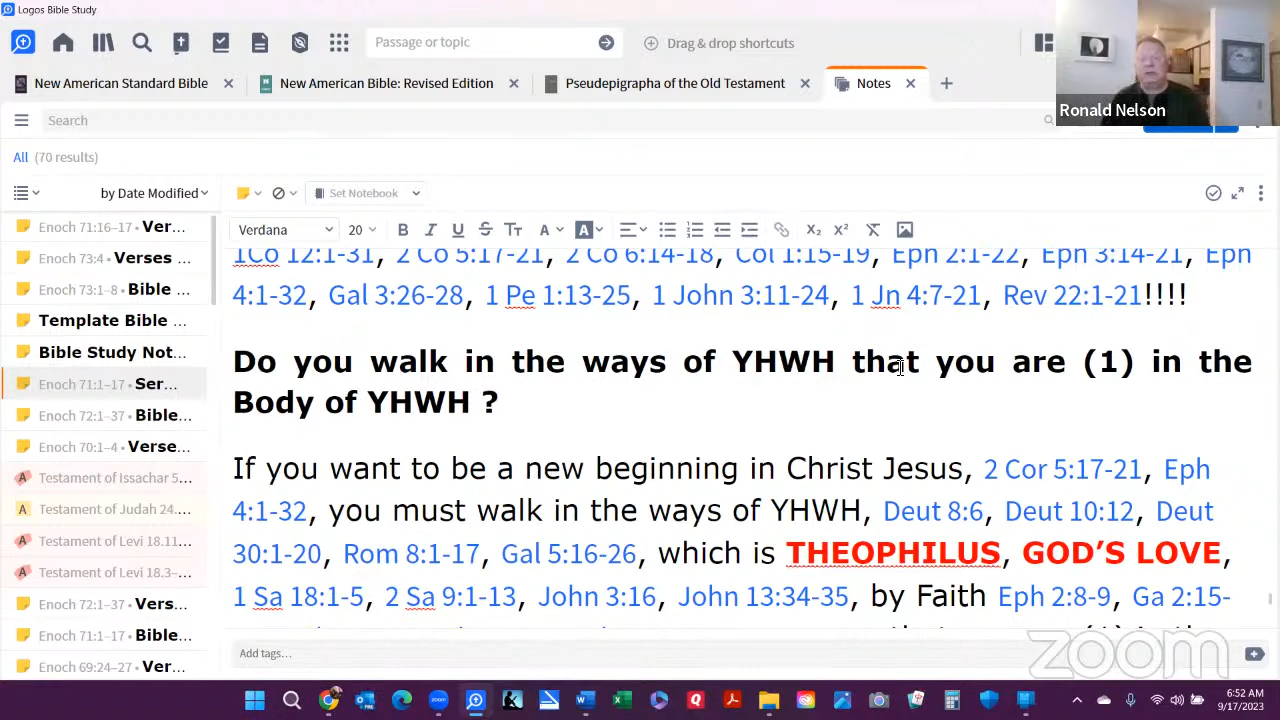 Logos Bible Study
Passage or topic
Drag & drop shortcuts
New American Standard Bible
New American Bible: Revised Edition
Pseudepigrapha of the Old Testament
Notes
Ronald Nelson
Search
All (70 results)
by Date Modified
Set Notebook
Verdana 20
Enoch 71:16–17 • Ver...
Enoch 73:4 • Verses ...
Enoch 73:1–8 • Bible ...
Template Bible ...
Bible Study Not...
Enoch 71:1–17 • Ser...
Enoch 72:1–37 • Bible...
Enoch 70:1–4 • Verse...
Testament of Issachar 5...
Testament of Judah 24...
Testament of Levi 18.11...
Testament of Levi 18.3–...
Enoch 72:1–37 • Vers...
Enoch 71:1–17 • Bible...
Enoch 69:24–27 • Ver...
1Co 12:1-31, 2 Co 5:17-21, 2 Co 6:14-18, Col 1:15-19, Eph 2:1-22, Eph 3:14-21, Eph
4:1-32, Gal 3:26-28, 1 Pe 1:13-25, 1 John 3:11-24, 1 Jn 4:7-21, Rev 22:1-21!!!!
Do you walk in the ways of YHWH that you are (1) in the
Body of YHWH ?
If you want to be a new beginning in Christ Jesus, 2 Cor 5:17-21, Eph
4:1-32, you must walk in the ways of YHWH, Deut 8:6, Deut 10:12, Deut
30:1-20, Rom 8:1-17, Gal 5:16-26, which is THEOPHILUS, GOD’S LOVE,
1 Sa 18:1-5, 2 Sa 9:1-13, John 3:16, John 13:34-35, by Faith Eph 2:8-9, Ga 2:15-
Add tags...
zoom
6:52 AM
9/17/2023